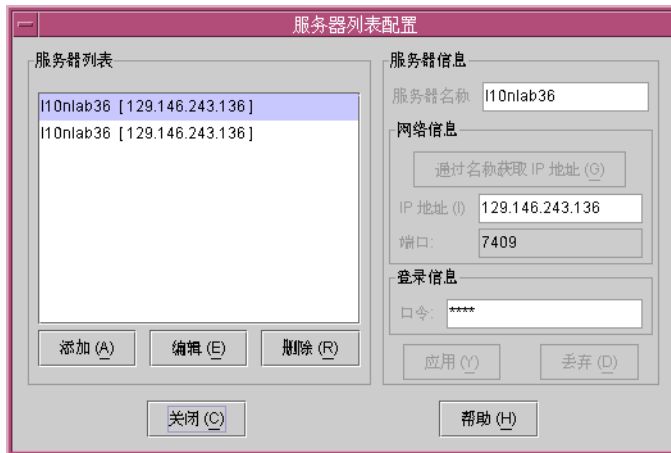 服务器列表配置
服务器列表
l10nlab36 [129.146.243.136]
l10nlab36 [129.146.243.136]
添加 (A)
编辑 (E)
删除 (R)
服务器信息
服务器名称
l10nlab36
网络信息
通过名称获取 IP 地址 (G)
IP 地址 (I)
129.146.243.136
端口:
7409
登录信息
口令:
****
应用 (Y)
丢弃 (D)
关闭 (C)
帮助 (H)